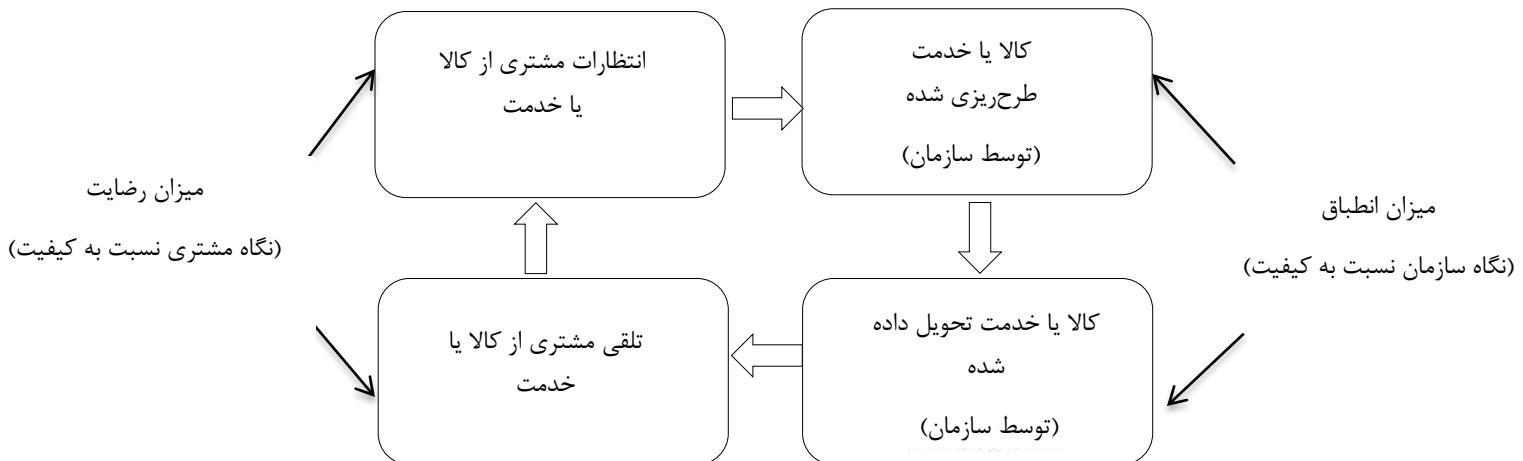 کالا یا خدمت
طرح‌ریزی شده
(توسط سازمان)
انتظارات مشتری از کالا
یا خدمت
میزان انطباق
(نگاه سازمان نسبت به کیفیت)
میزان رضایت
(نگاه مشتری نسبت به کیفیت)
کالا یا خدمت تحویل داده
شده
(توسط سازمان)
تلقی مشتری از کالا یا
خدمت